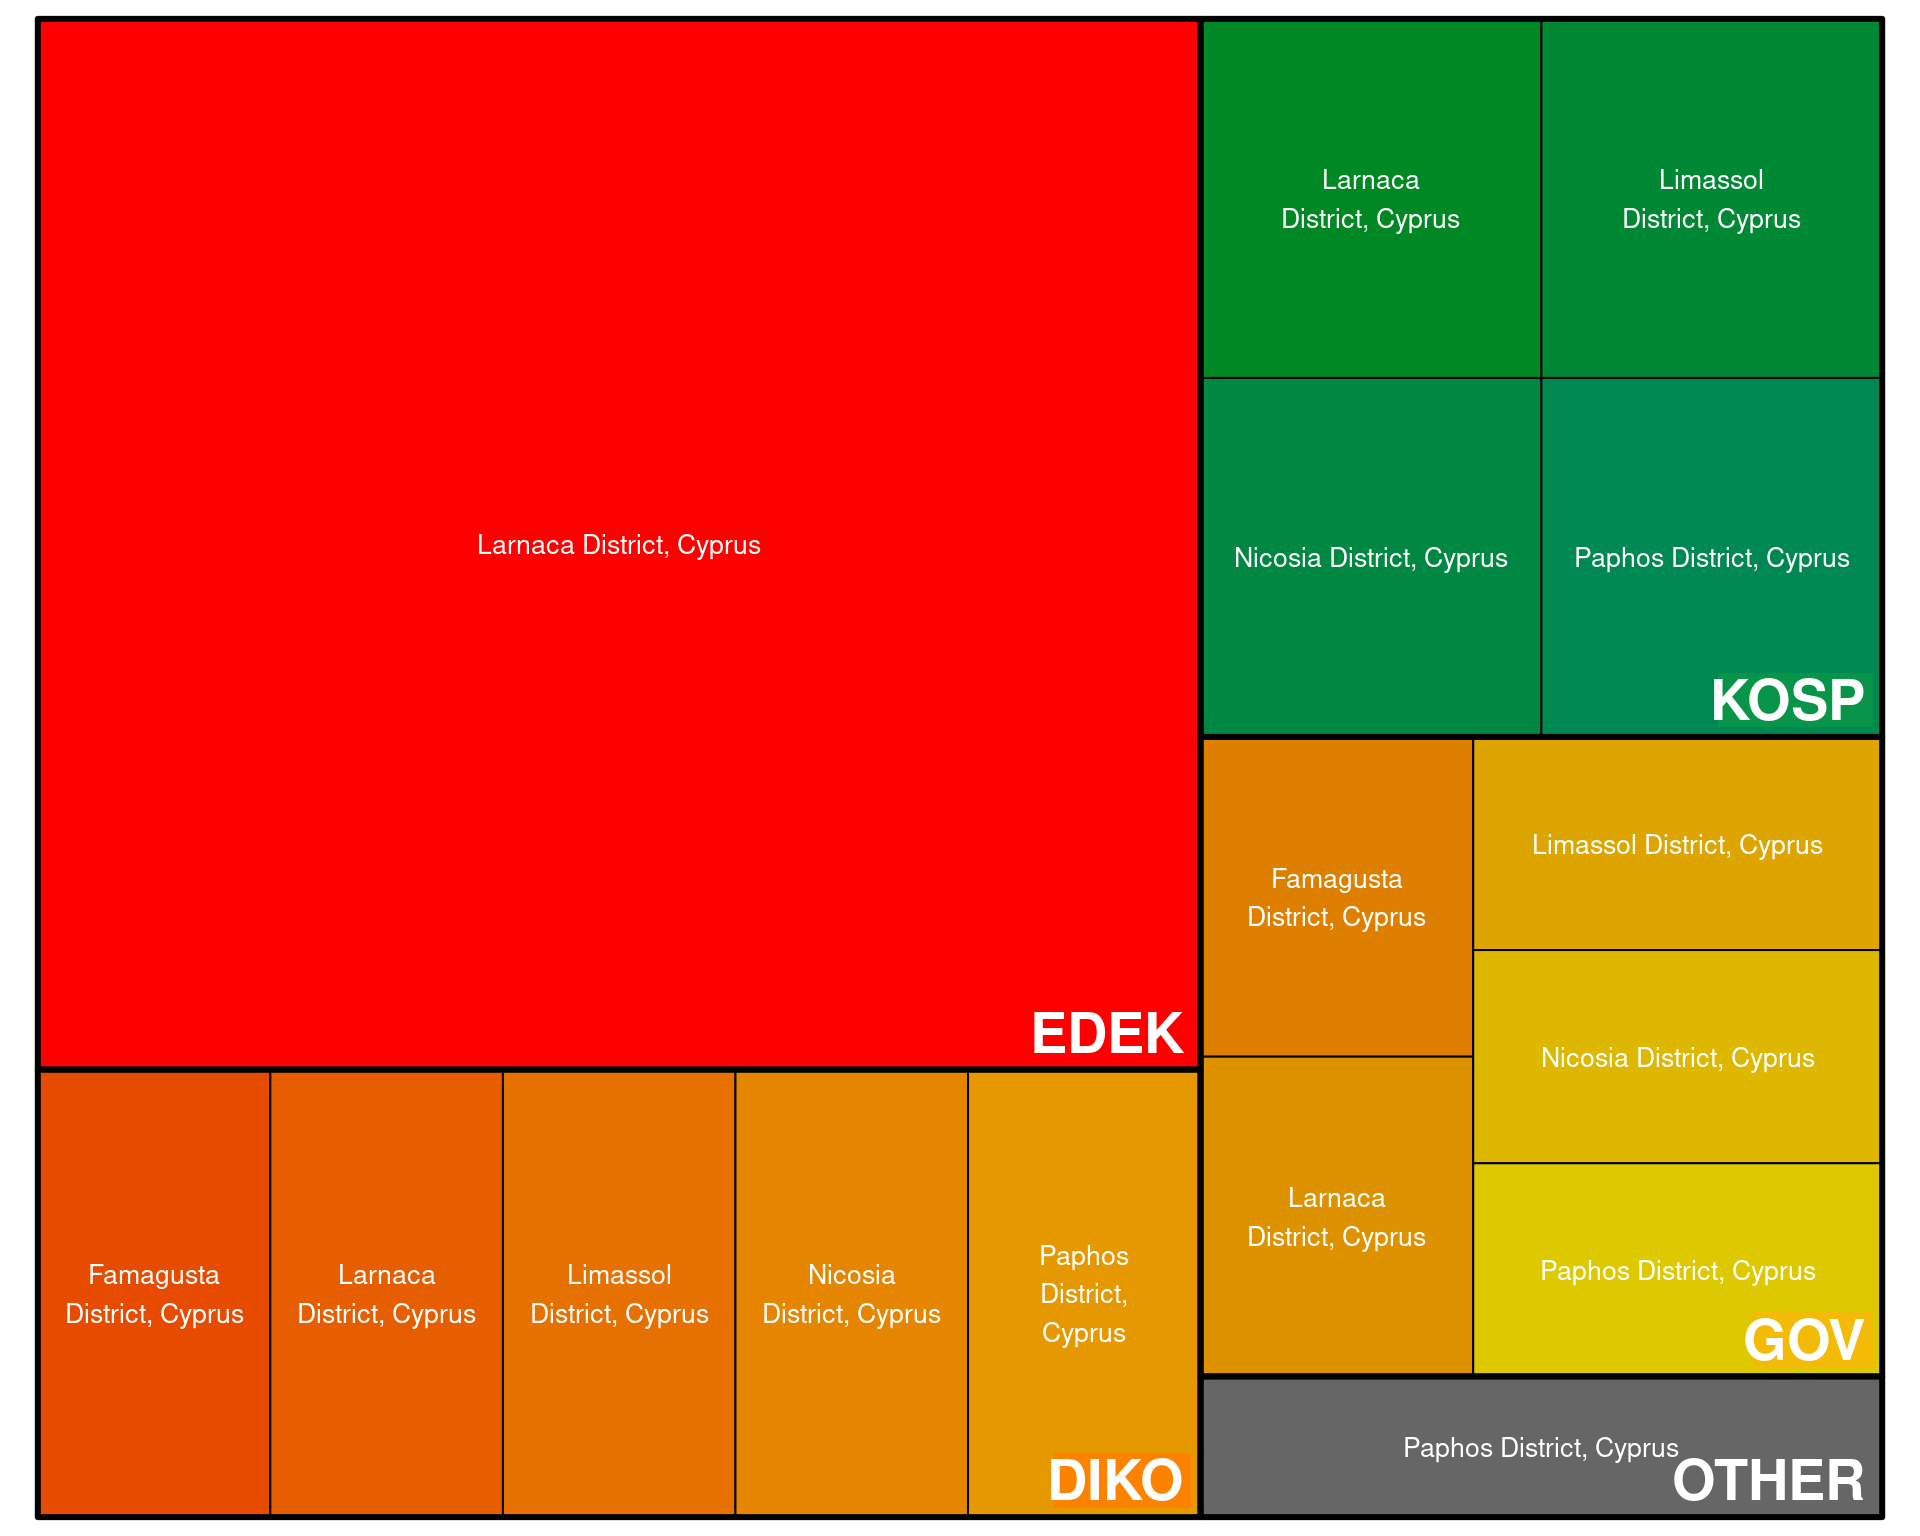 Larnaca District, Cyprus
EDEK
Famagusta
District, Cyprus
Larnaca
District, Cyprus
Limassol
District, Cyprus
Nicosia
District, Cyprus
Paphos
District,
Cyprus
DIKO
Larnaca
District, Cyprus
Limassol
District, Cyprus
Nicosia District, Cyprus
Paphos District, Cyprus
KOSP
Famagusta
District, Cyprus
Larnaca
District, Cyprus
Limassol District, Cyprus
Nicosia District, Cyprus
Paphos District, Cyprus
GOV
Paphos District, Cyprus
OTHER